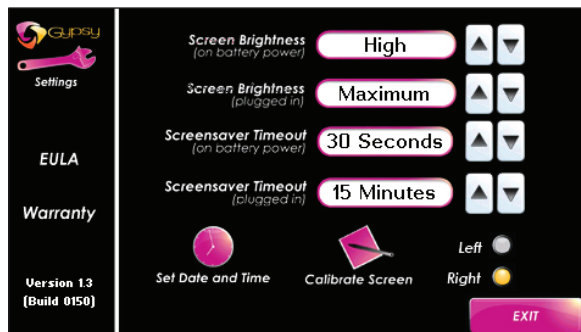 Gypsy
Settings
EULA
Warranty
Version 1.3
(Build 0150)
Screen Brightness
(on battery power)
High
Screen Brightness
(plugged in)
Maximum
Screensaver Timeout
(on battery power)
30 Seconds
Screensaver Timeout
(plugged in)
15 Minutes
Set Date and Time
Calibrate Screen
Left
Right
EXIT